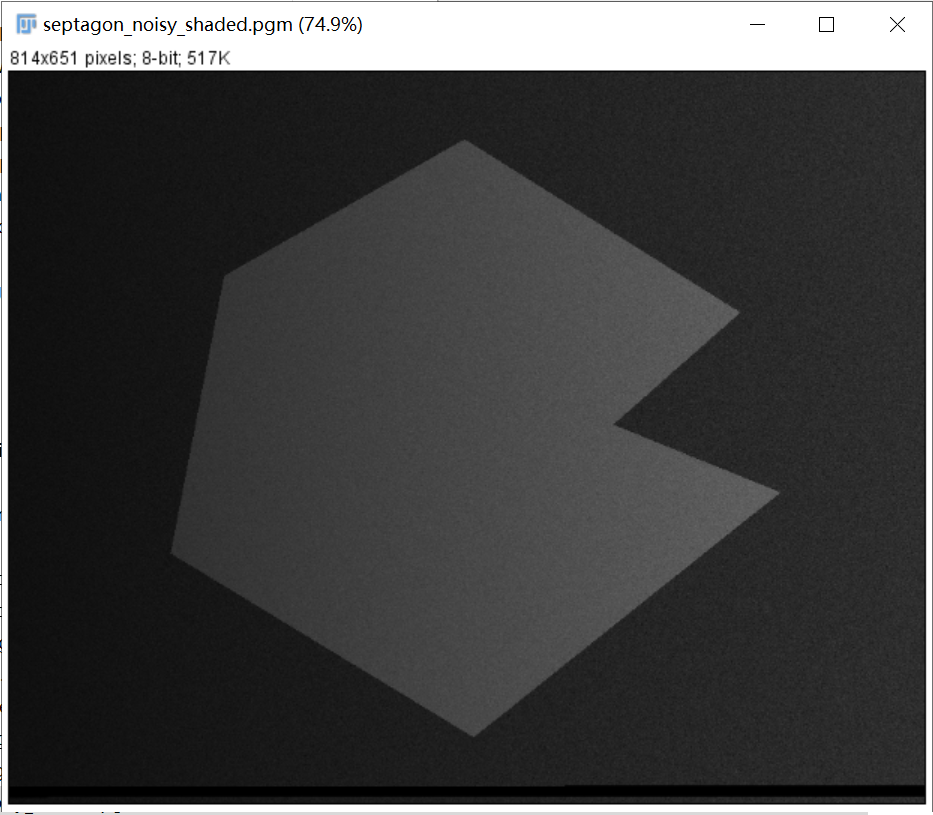 septagon_noisy_shaded.pgm (74.9%)
814x651 pixels; 8-bit; 517K